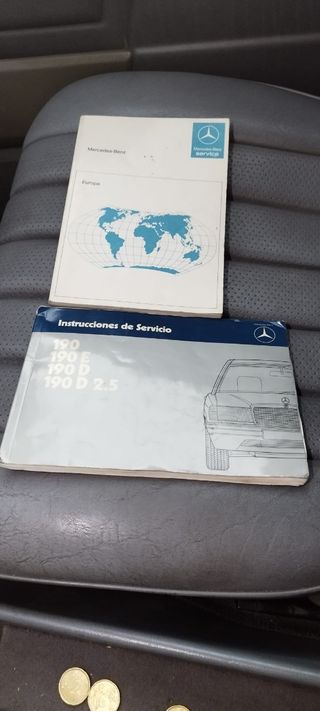 Mercedes-Benz
Mercedes-Benz
service
Europa
Instrucciones de Servicio
190
190 E
190 D
190 D 2.5